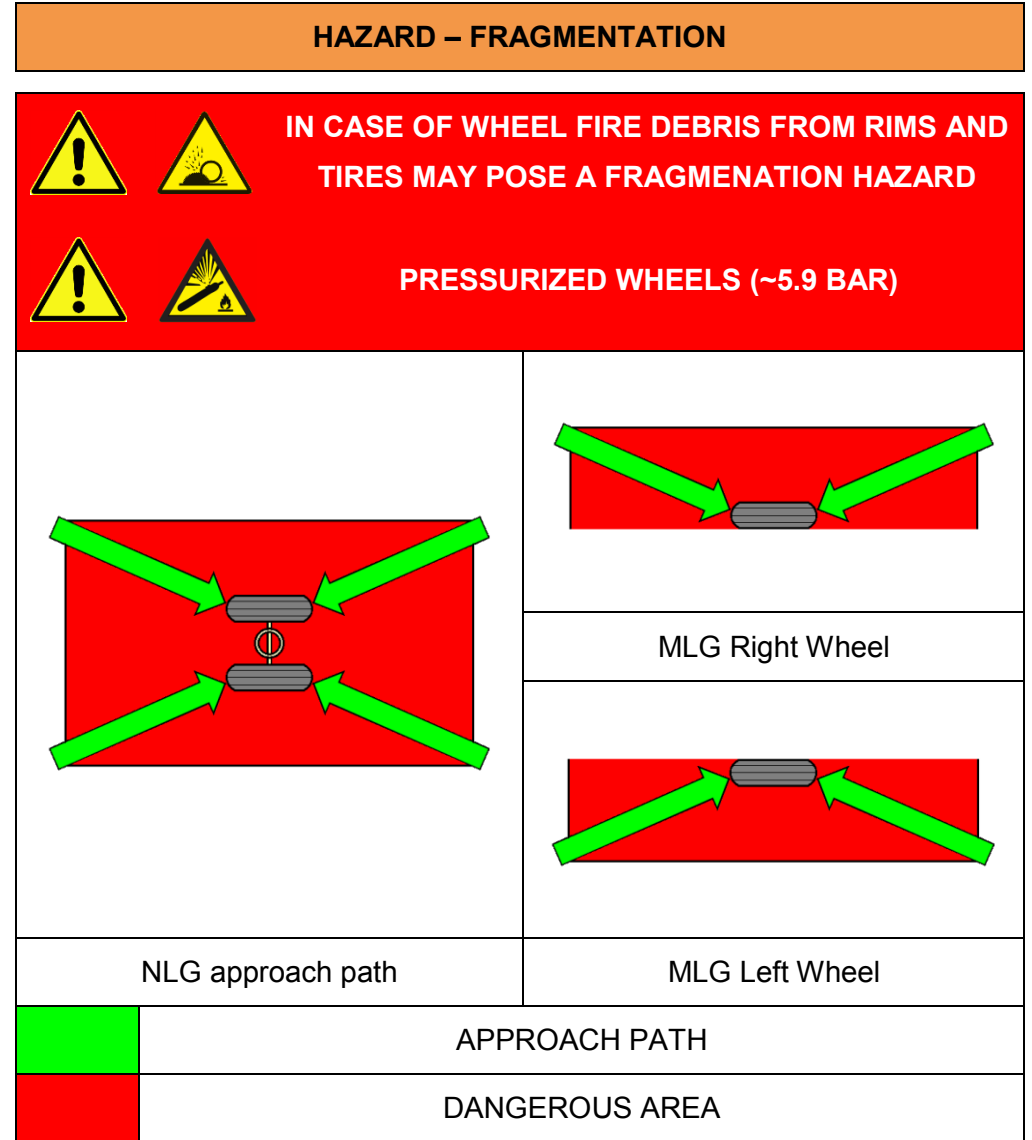 HAZARD – FRAGMENTATION
IN CASE OF WHEEL FIRE DEBRIS FROM RIMS AND
TIRES MAY POSE A FRAGMENATION HAZARD
PRESSURIZED WHEELS (~5.9 BAR)
MLG Right Wheel
NLG approach path
MLG Left Wheel
APPROACH PATH
DANGEROUS AREA